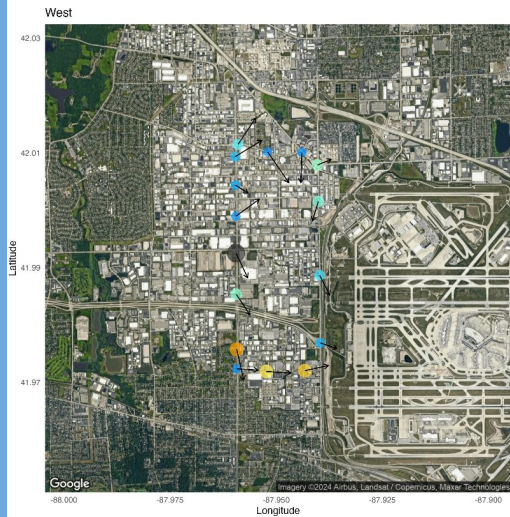 West
42.03
42.01
41.99
41.97
Latitude
Google
Imagery ©2024 Airbus, Landsat / Copernicus, Maxar Technologies
-88.000 -87.975 -87.950 -87.925 -87.900
Longitude